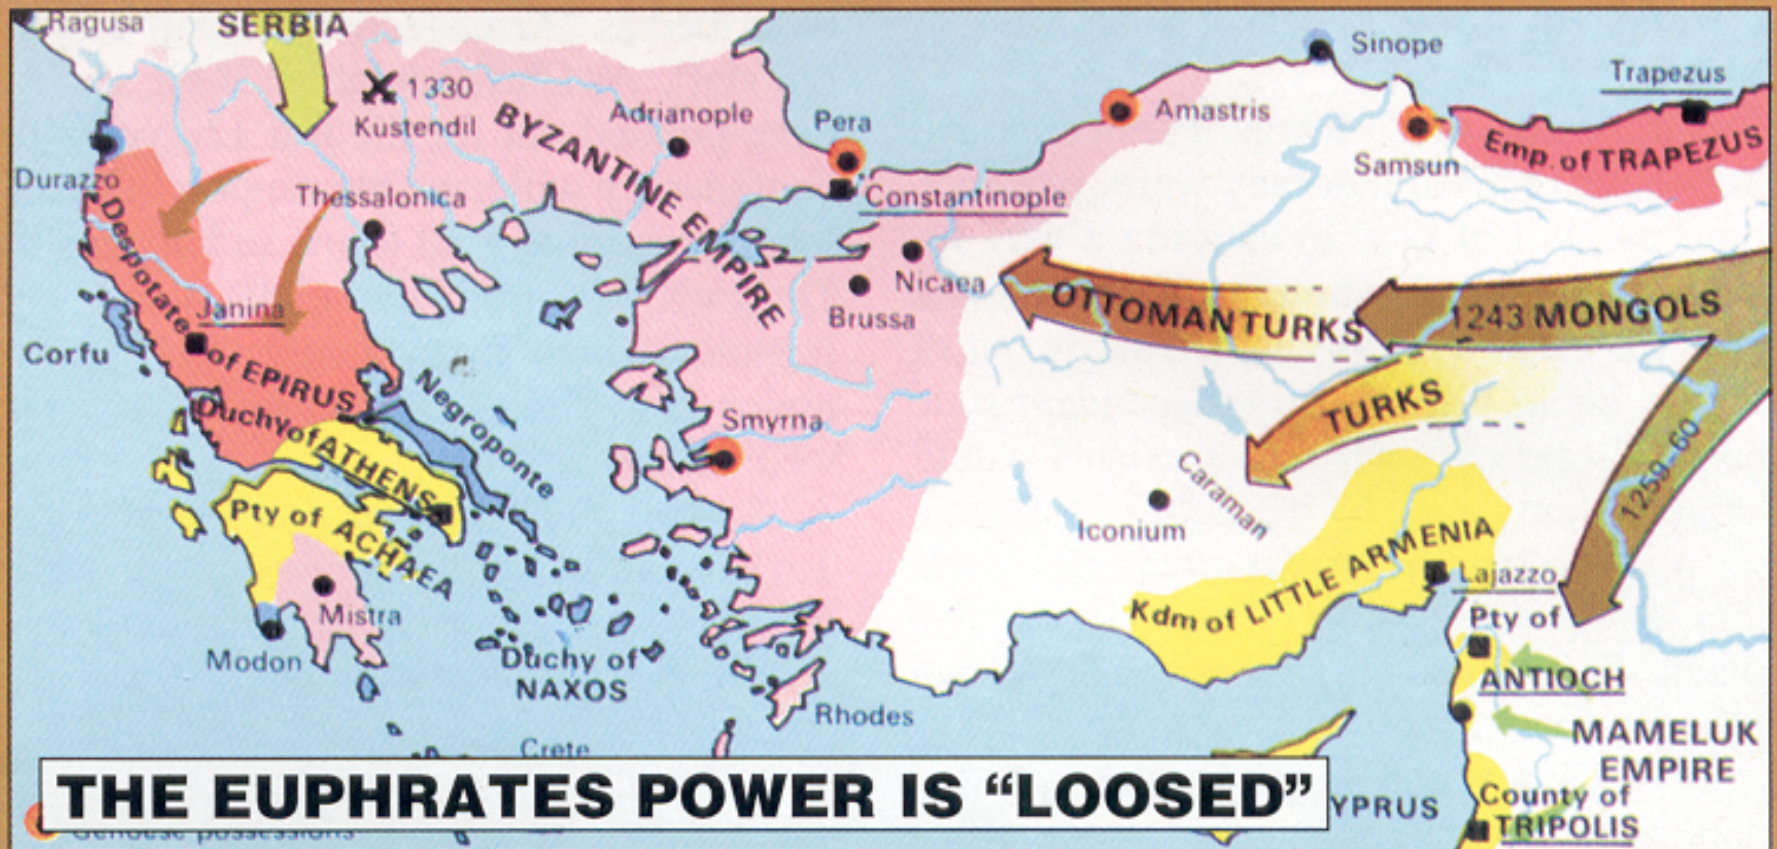 Ragusa
SERBIA
Sinope
Trapezus
1330
Kustendil
Adrianople
Pera
Amastris
Samsun
Emp. of TRAPEZUS
BYZANTINE EMPIRE
Durazzo
Thessalonica
Constantinople
Despotate
of EPIRUS
Janina
Nicaea
Brussa
OTTOMAN TURKS
1243 MONGOLS
Corfu
Negroponte
TURKS
Duchy of
ATHENS
Smyrna
1259-60
Caraman
Iconium
Pty of ACHAEA
Kdm of LITTLE ARMENIA
Lajazzo
Mistra
Pty of
ANTIOCH
Modon
Duchy of
NAXOS
Rhodes
MAMELUK
EMPIRE
Crete
THE EUPHRATES POWER IS “LOOSED”
YPRUS
County of
TRIPOLIS
Genoese possessions